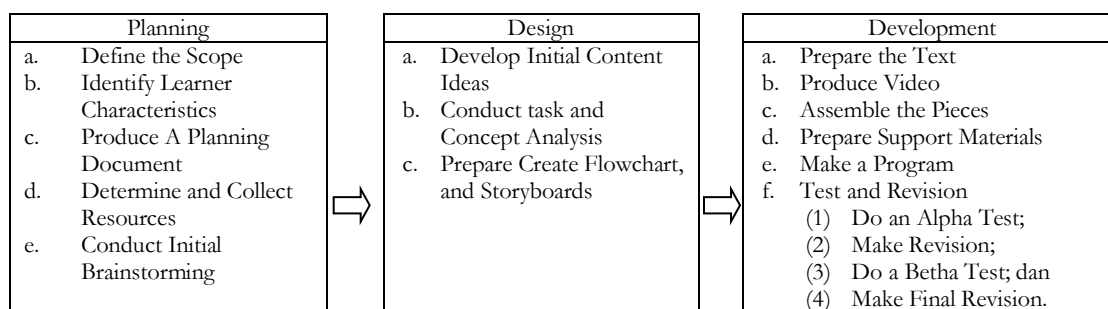 Planning
a. Define the Scope
b. Identify Learner
Characteristics
c. Produce A Planning
Document
d. Determine and Collect
Resources
e. Conduct Initial
Brainstorming
Design
a. Develop Initial Content
Ideas
b. Conduct task and
Concept Analysis
c. Prepare Create Flowchart,
and Storyboards
Development
a. Prepare the Text
b. Produce Video
c. Assemble the Pieces
d. Prepare Support Materials
e. Make a Program
f. Test and Revision
(1) Do an Alpha Test;
(2) Make Revision;
(3) Do a Betha Test; dan
(4) Make Final Revision.